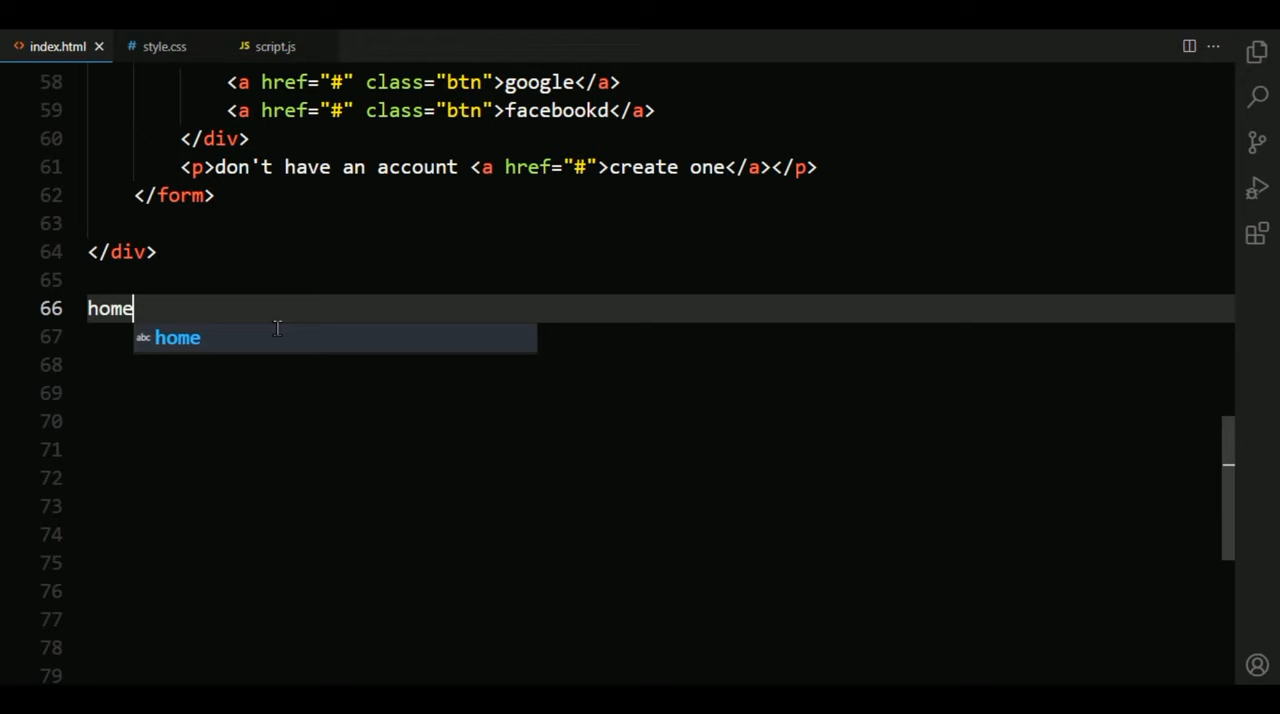 <> index.html × # style.css JS script.js ...
58 <a href="#" class="btn">google</a>
59 <a href="#" class="btn">facebookd</a>
60 </div>
61 <p>don't have an account <a href="#">create one</a></p>
62 </form>
63
64 </div>
65
66 home
67 abc home
68
69
70
71
72
73
74
75
76
77
78
79